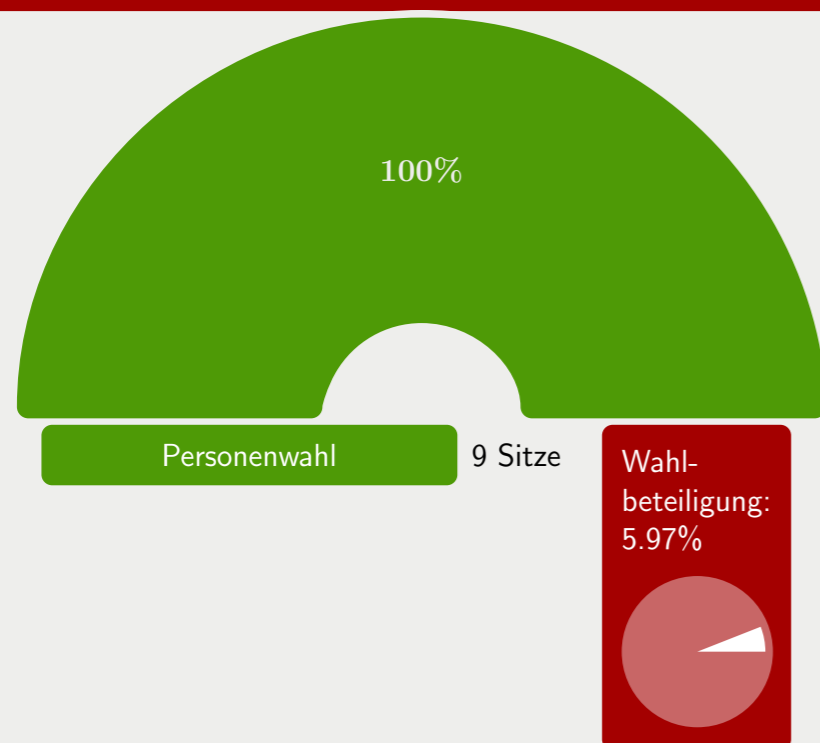 100%
Personenwahl
9 Sitze
Wahl-
beteiligung:
5.97%